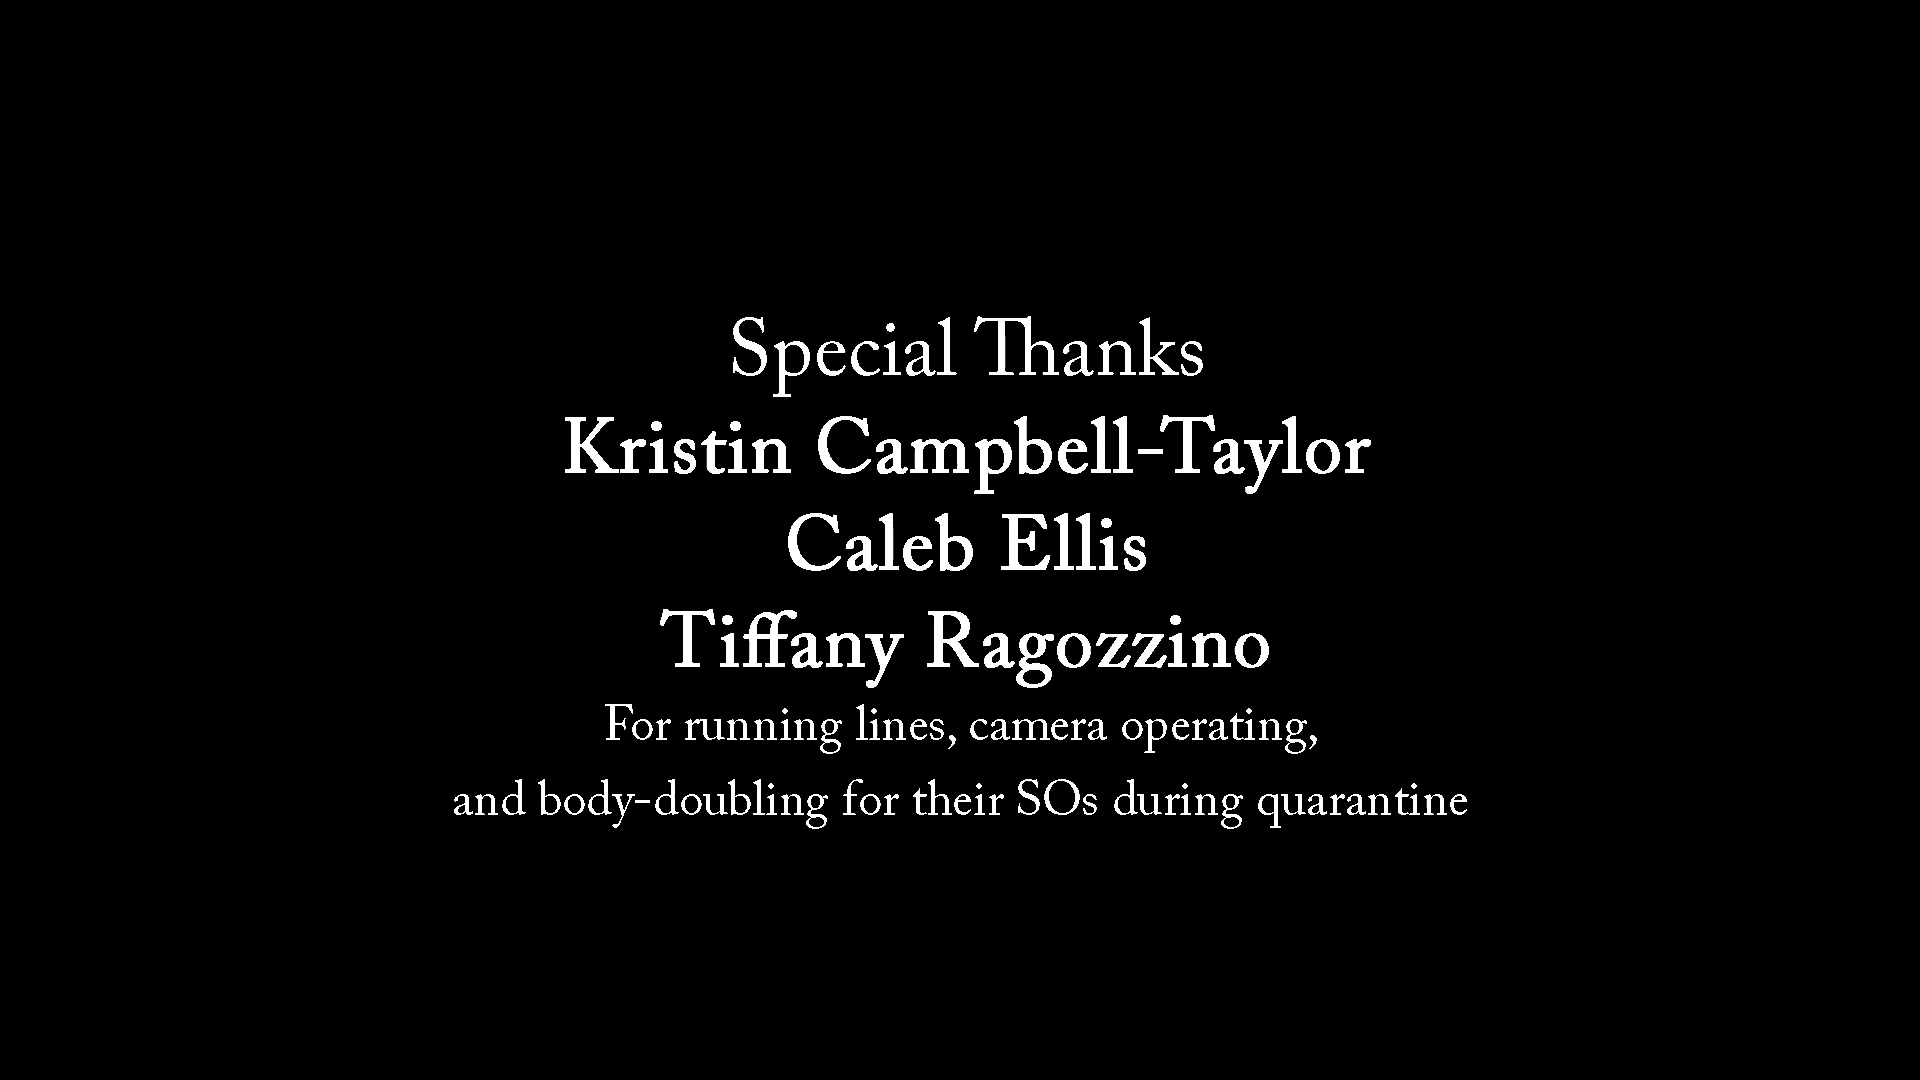 Special Thanks
Kristin Campbell-Taylor
Caleb Ellis
Tiffany Ragozzino
For running lines, camera operating,
and body-doubling for their SOs during quarantine